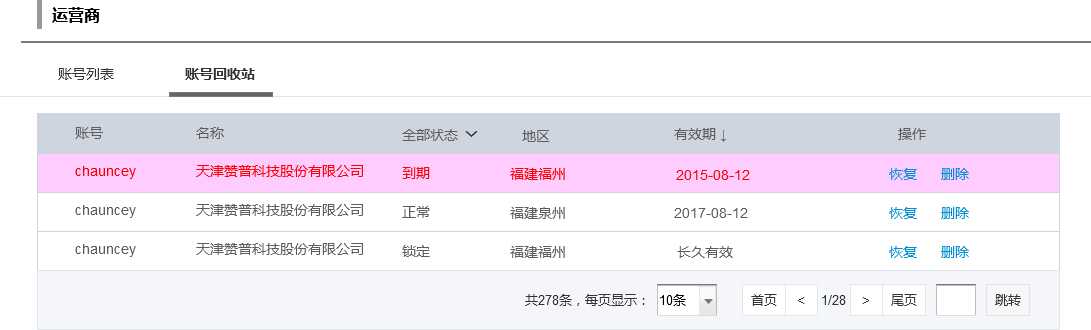 运营商
账号列表 账号回收站
账号 名称 全部状态 地区 有效期↓ 操作
chauncey 天津赞普科技股份有限公司 到期 福建福州 2015-08-12 恢复 删除
chauncey 天津赞普科技股份有限公司 正常 福建泉州 2017-08-12 恢复 删除
chauncey 天津赞普科技股份有限公司 锁定 福建福州 长久有效 恢复 删除
共278条，每页显示： 10条 首页 < 1/28 > 尾页 跳转